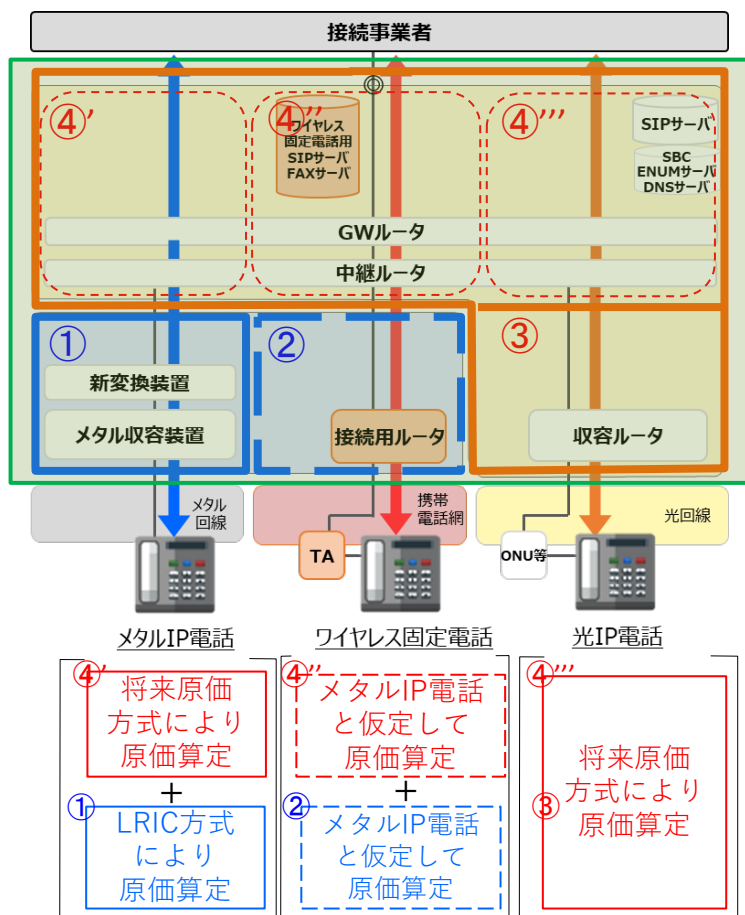 接続事業者
④’
④’’
④’’’
ワイヤレス
固定電話用
SIPサーバ
FAXサーバ
SIPサーバ
SBC
ENUMサーバ
DNSサーバ
GWルータ
中継ルータ
①
②
③
新変換装置
メタル収容装置
接続用ルータ
収容ルータ
メタル
回線
携帯
電話網
光回線
TA
ONU等
メタルIP電話
ワイヤレス固定電話
光IP電話
④’
将来原価
方式により
原価算定
+
①
LRIC方式
により
原価算定
④’’
メタルIP電話
と仮定して
原価算定
+
②
メタルIP電話
と仮定して
原価算定
④’’’
③
将来原価
方式により
原価算定